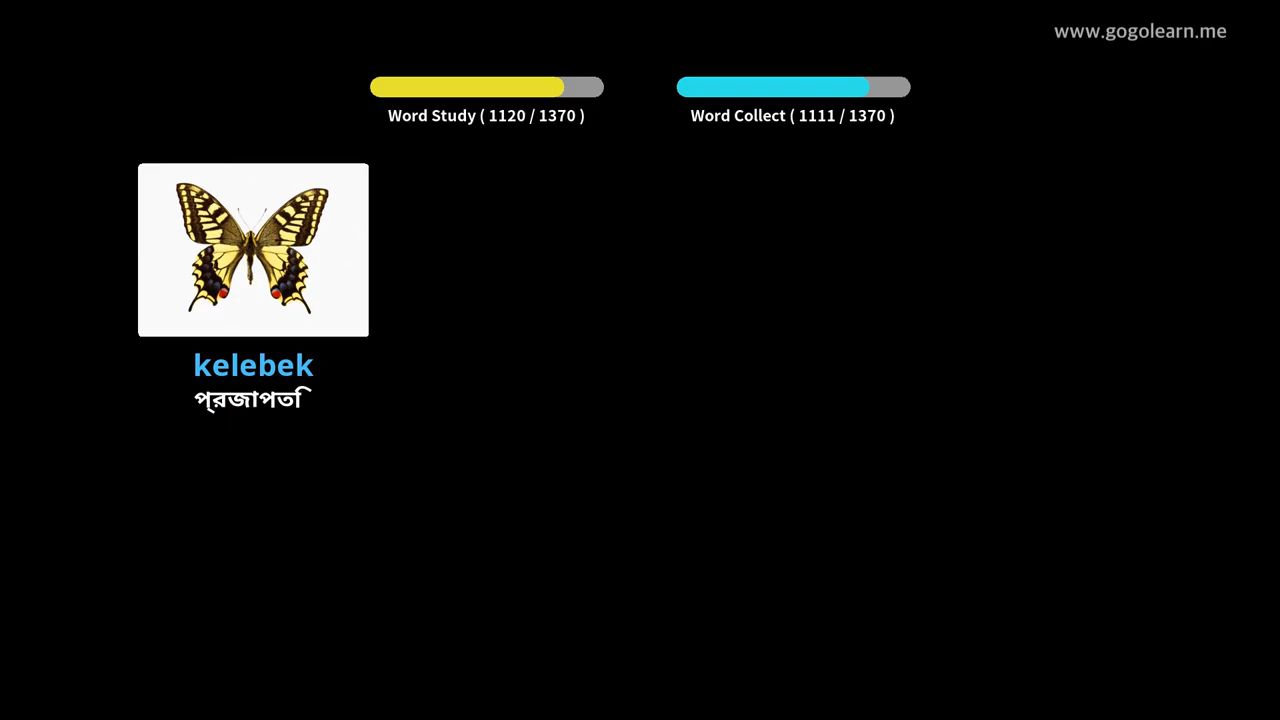 www.gogolearn.me
Word Study ( 1120 / 1370 )
Word Collect ( 1111 / 1370 )
kelebek
প্রজাপতি